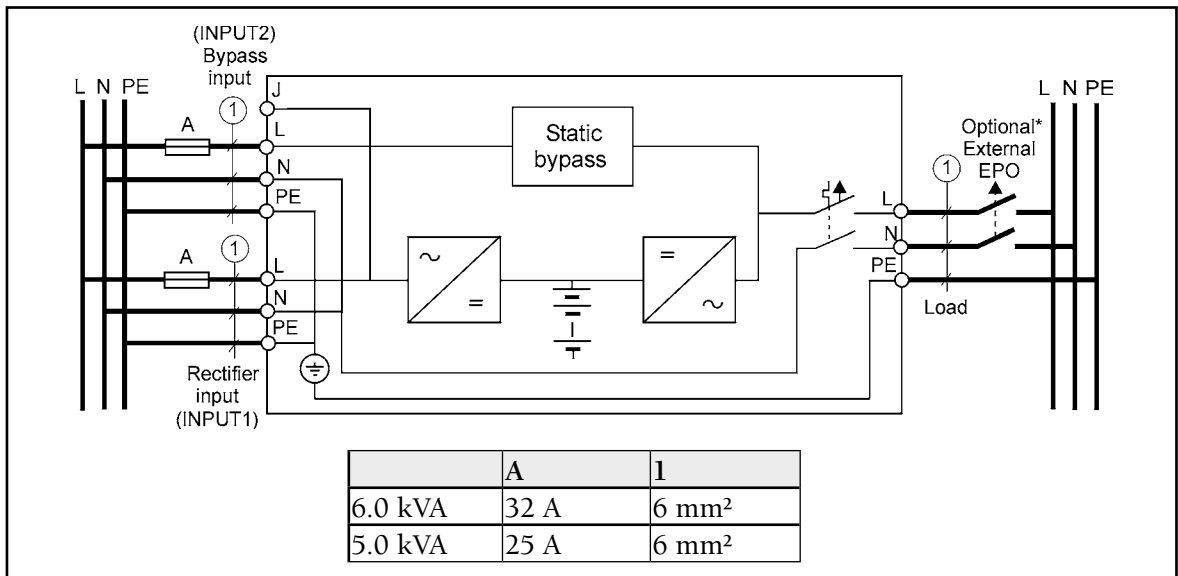 (INPUT2)
Bypass
input
L N PE
J
1
A
L
N
PE
Static
bypass
1
A
L
N
PE
~
=
=
~
Rectifier
input
(INPUT1)
L N PE
Optional*
External
EPO
1
L
N
PE
Load
A 1
6.0 kVA 32 A 6 mm²
5.0 kVA 25 A 6 mm²